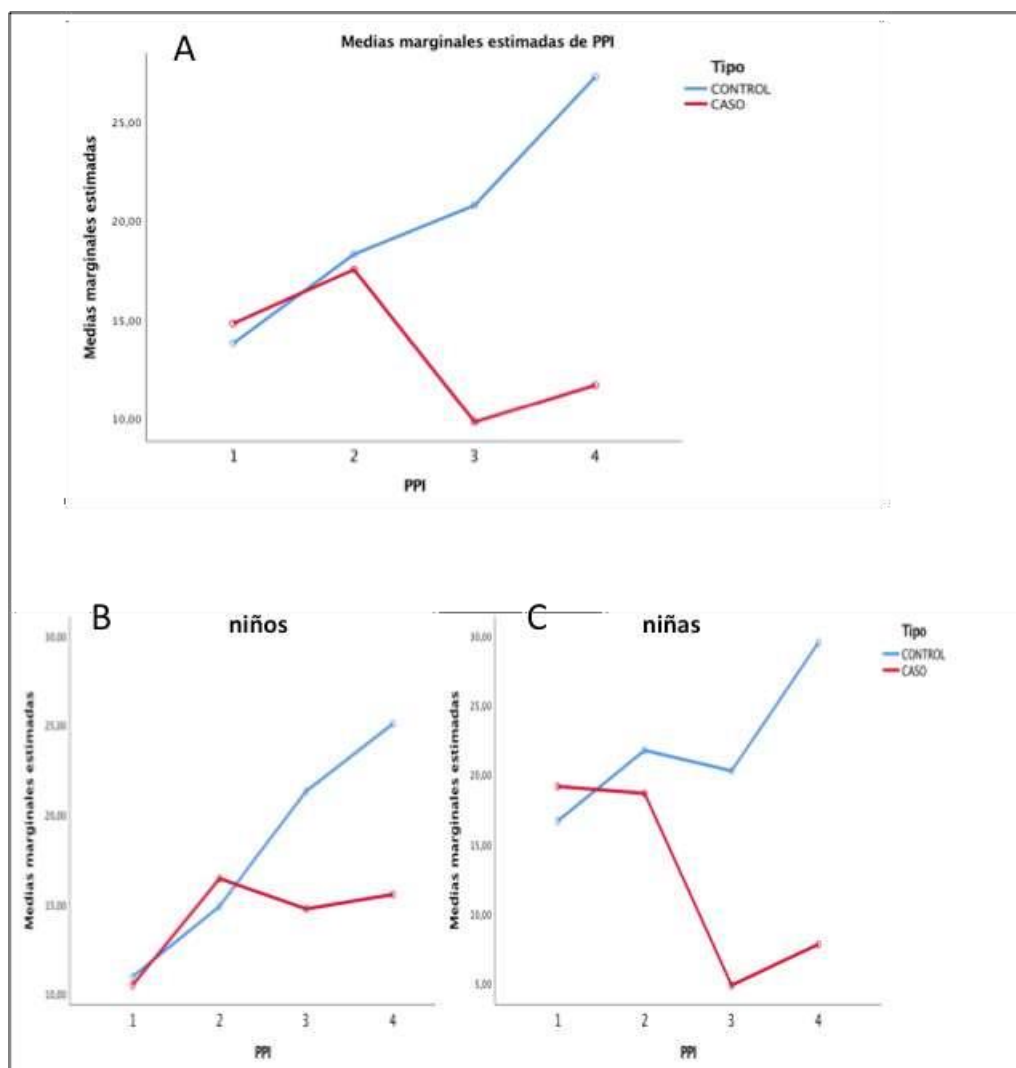 A
Medias marginales estimadas de PPI
Tipo
CONTROL
CASO
Medias marginales estimadas
25,00
20,00
15,00
10,00
1 2 3 4
PPI
B
niños
Medias marginales estimadas
30,00
25,00
20,00
15,00
10,00
1 2 3 4
PPI
C
niñas
Tipo
CONTROL
CASO
Medias marginales estimadas
30,00
25,00
20,00
15,00
10,00
5,00
1 2 3 4
PPI